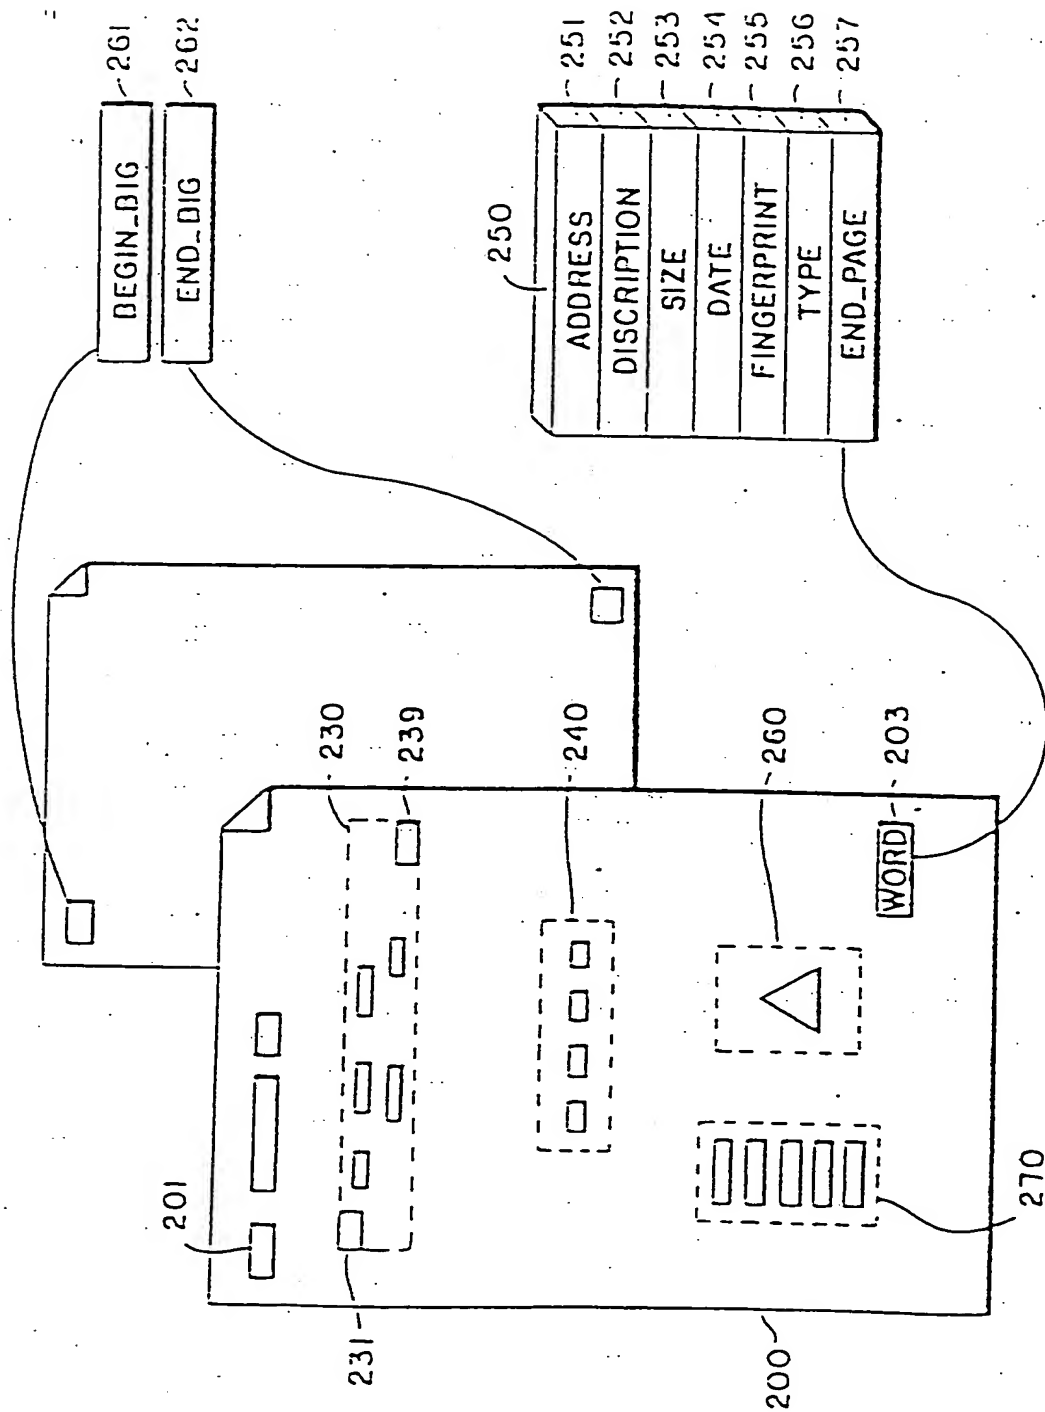 BEGIN_BIG
261
END_BIG
262
250
ADDRESS
251
DISCRIPTION
252
SIZE
253
DATE
254
FINGERPRINT
255
TYPE
256
END_PAGE
257
201
230
231
239
240
260
WORD
203
270
200